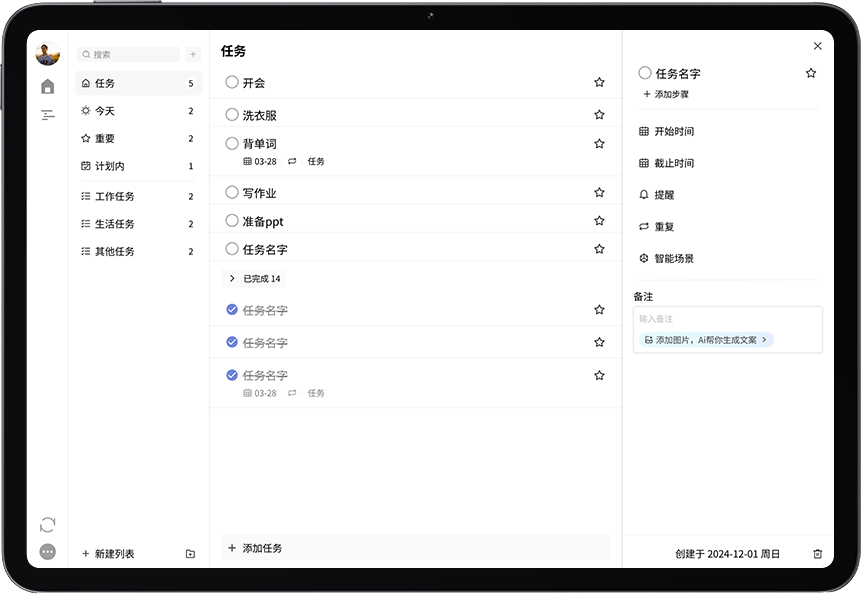 搜索
任务 5
今天 2
重要 2
计划内 1
工作任务 2
生活任务 2
其他任务 2
+ 新建列表
任务
开会
洗衣服
背单词
03-28 任务
写作业
准备ppt
任务名字
已完成 14
任务名字
任务名字
任务名字
03-28 任务
+ 添加任务
任务名字
+ 添加步骤
开始时间
截止时间
提醒
重复
智能场景
备注
输入备注
添加图片，Ai帮你生成文案 >
创建于 2024-12-01 周日